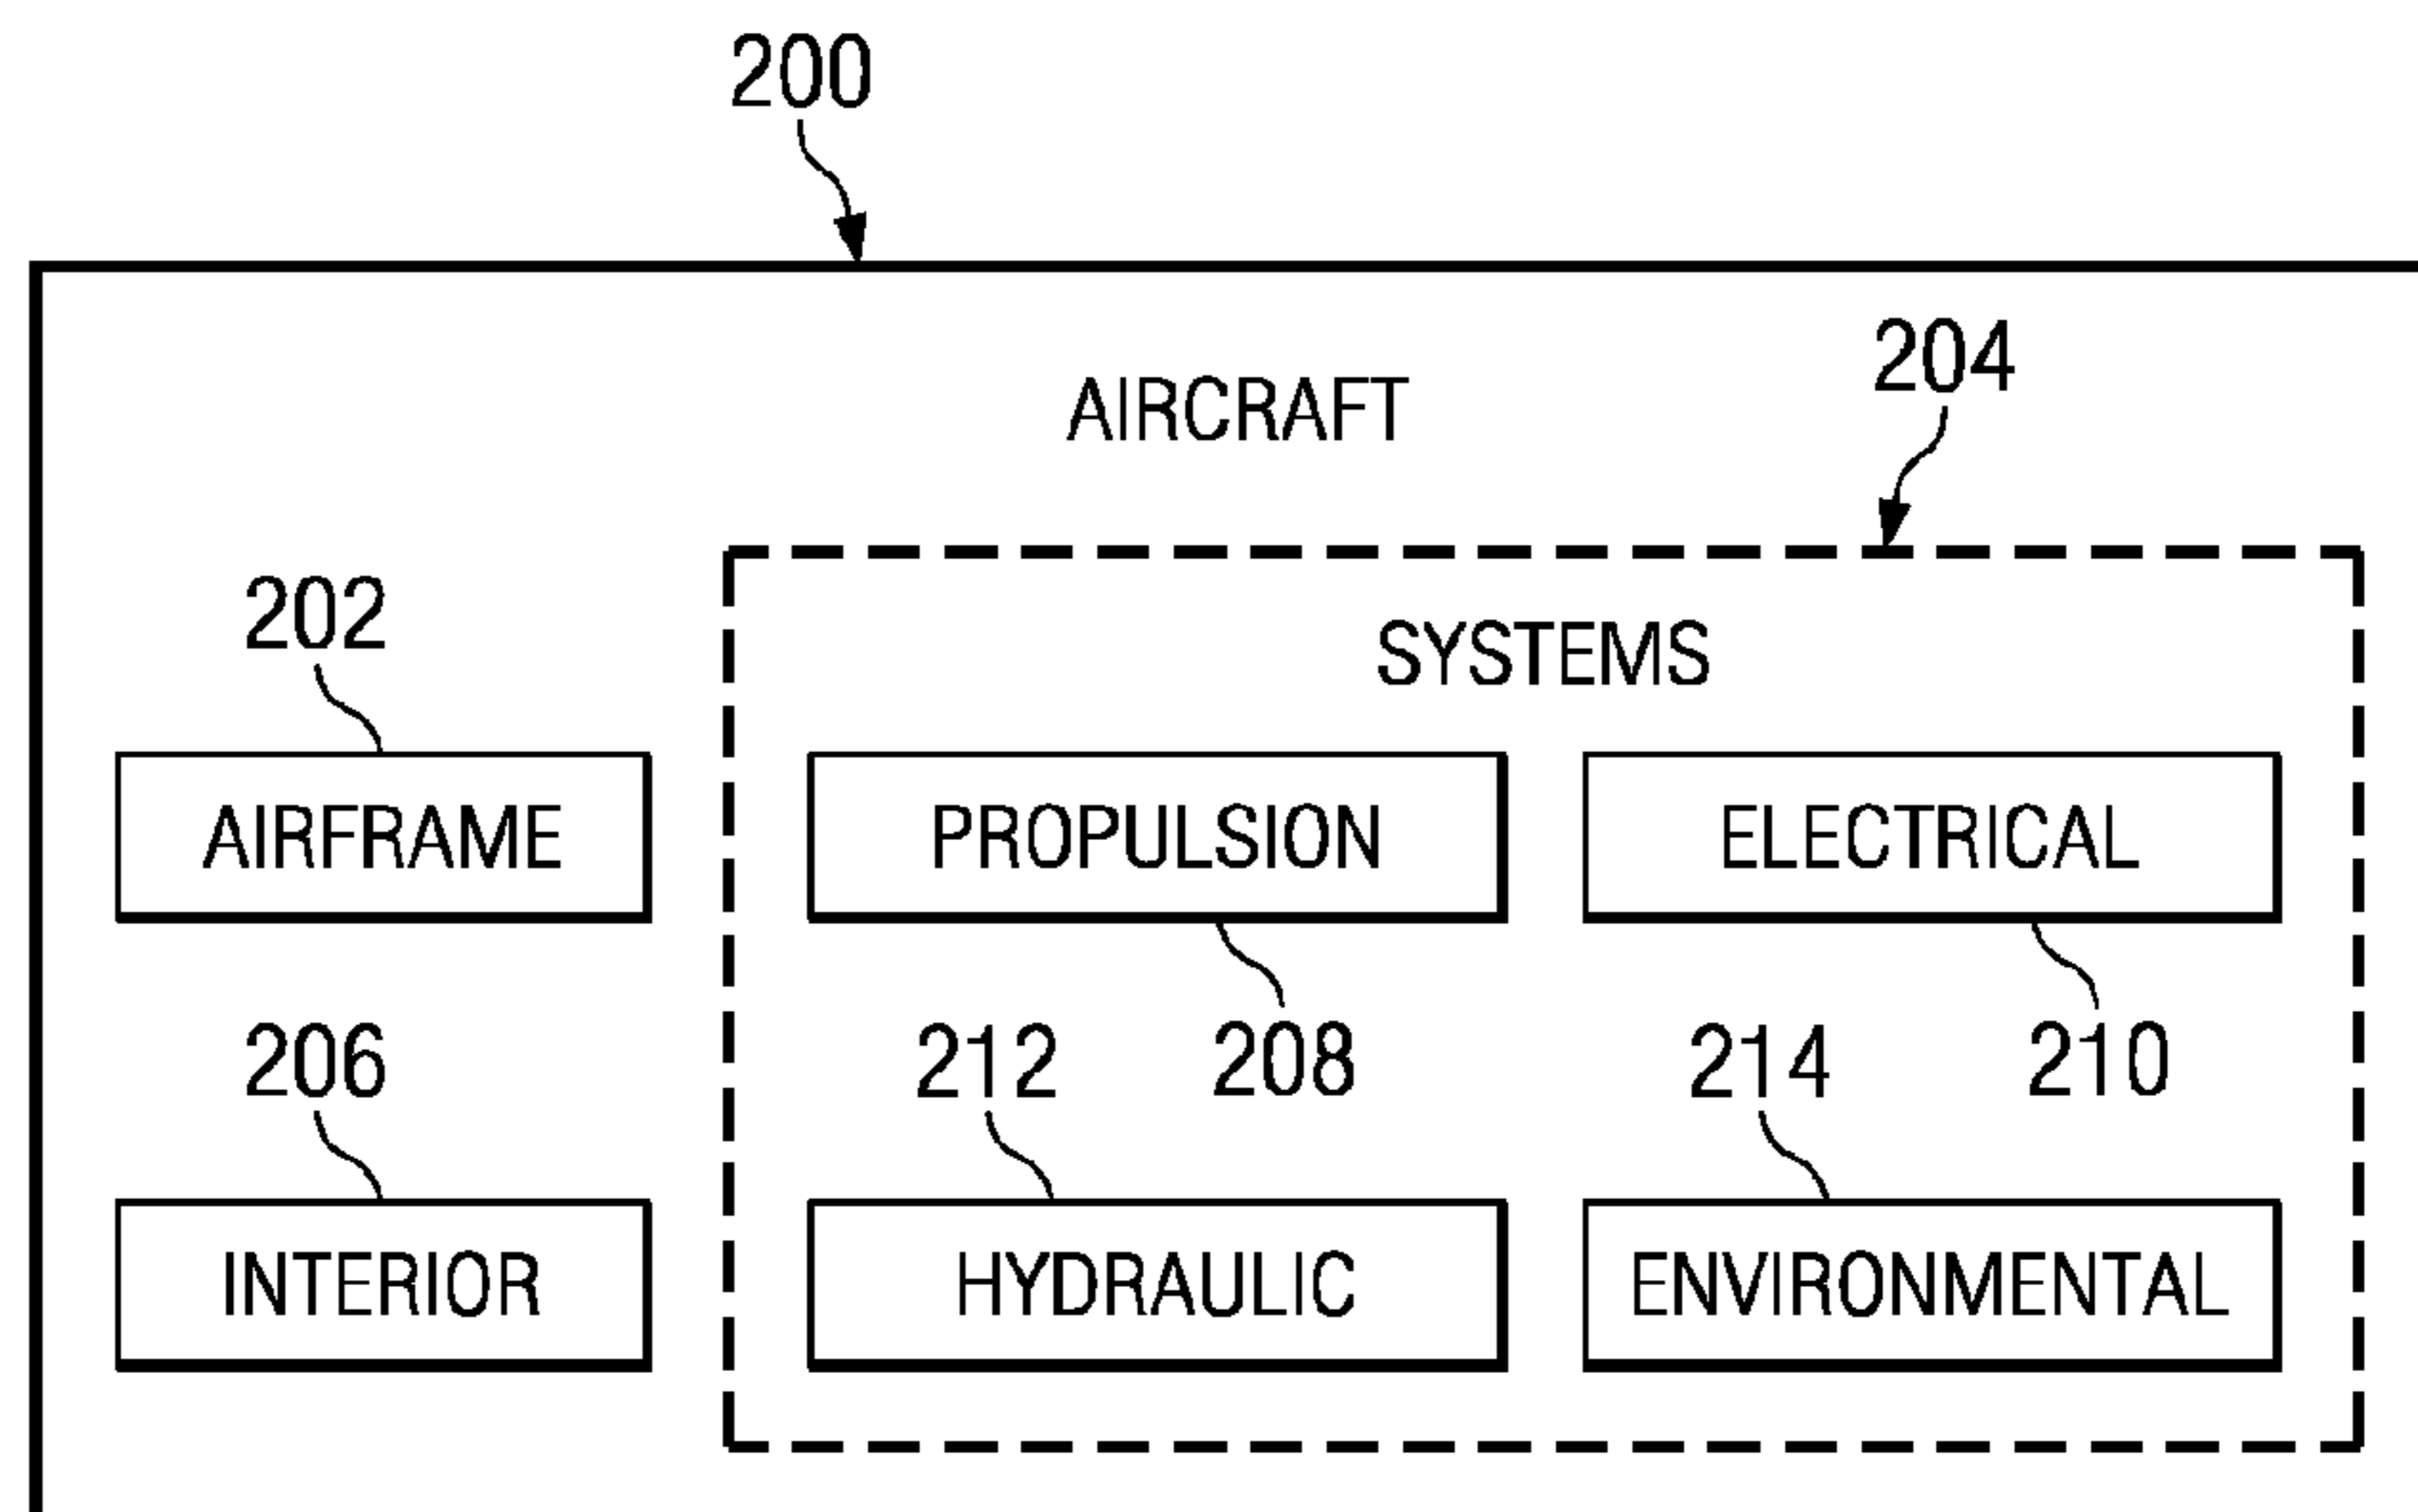 200
AIRCRAFT
204
202
SYSTEMS
AIRFRAME
PROPULSION
ELECTRICAL
206
212
208
214
210
INTERIOR
HYDRAULIC
ENVIRONMENTAL